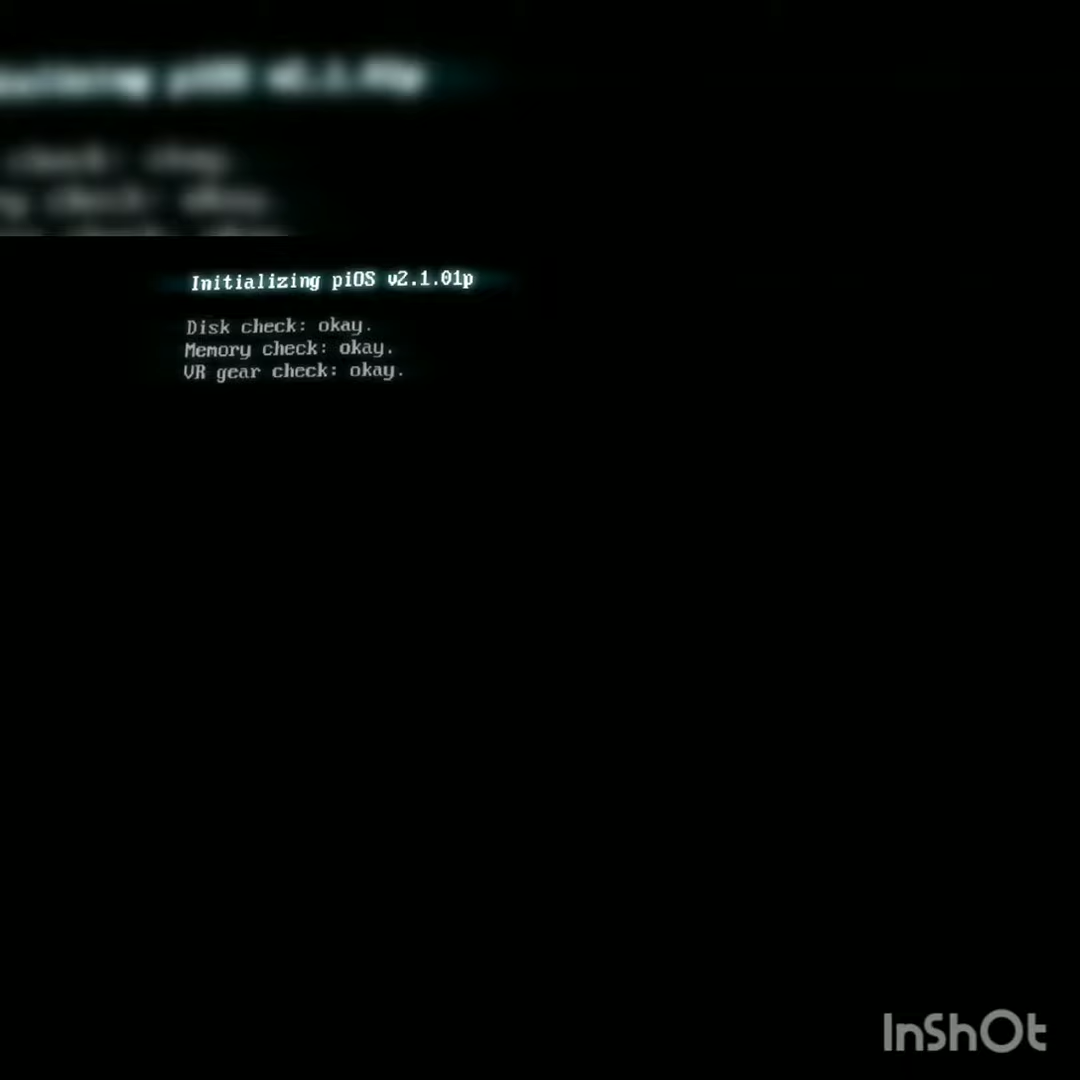 Initializing piOS v2.1.01p
Disk check: okay.
Memory check: okay.
VR gear check: okay.
InShOt